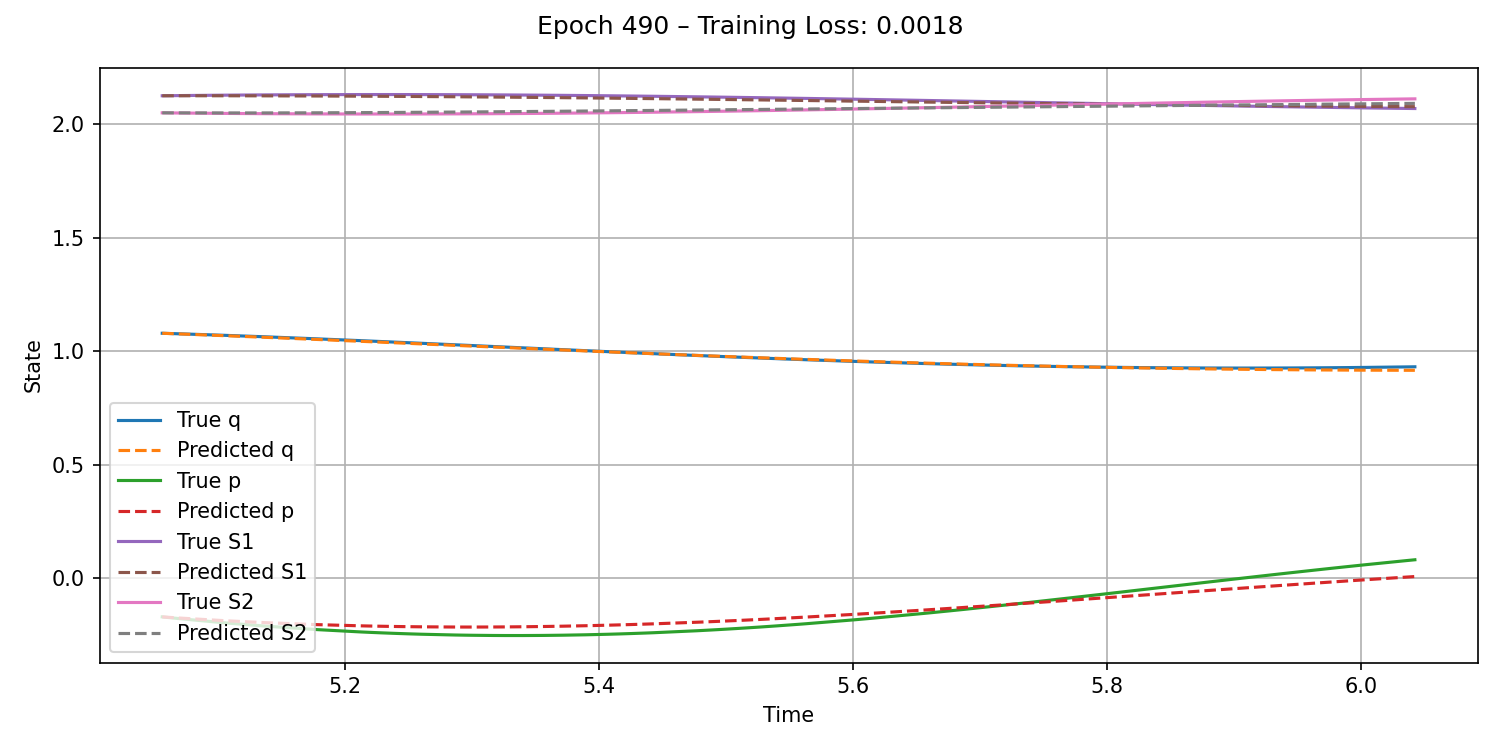 Epoch 490 – Training Loss: 0.0018
2.0
1.5
1.0
0.5
0.0
State
True q
Predicted q
True p
Predicted p
True S1
Predicted S1
True S2
Predicted S2
5.2 5.4 5.6 5.8 6.0
Time